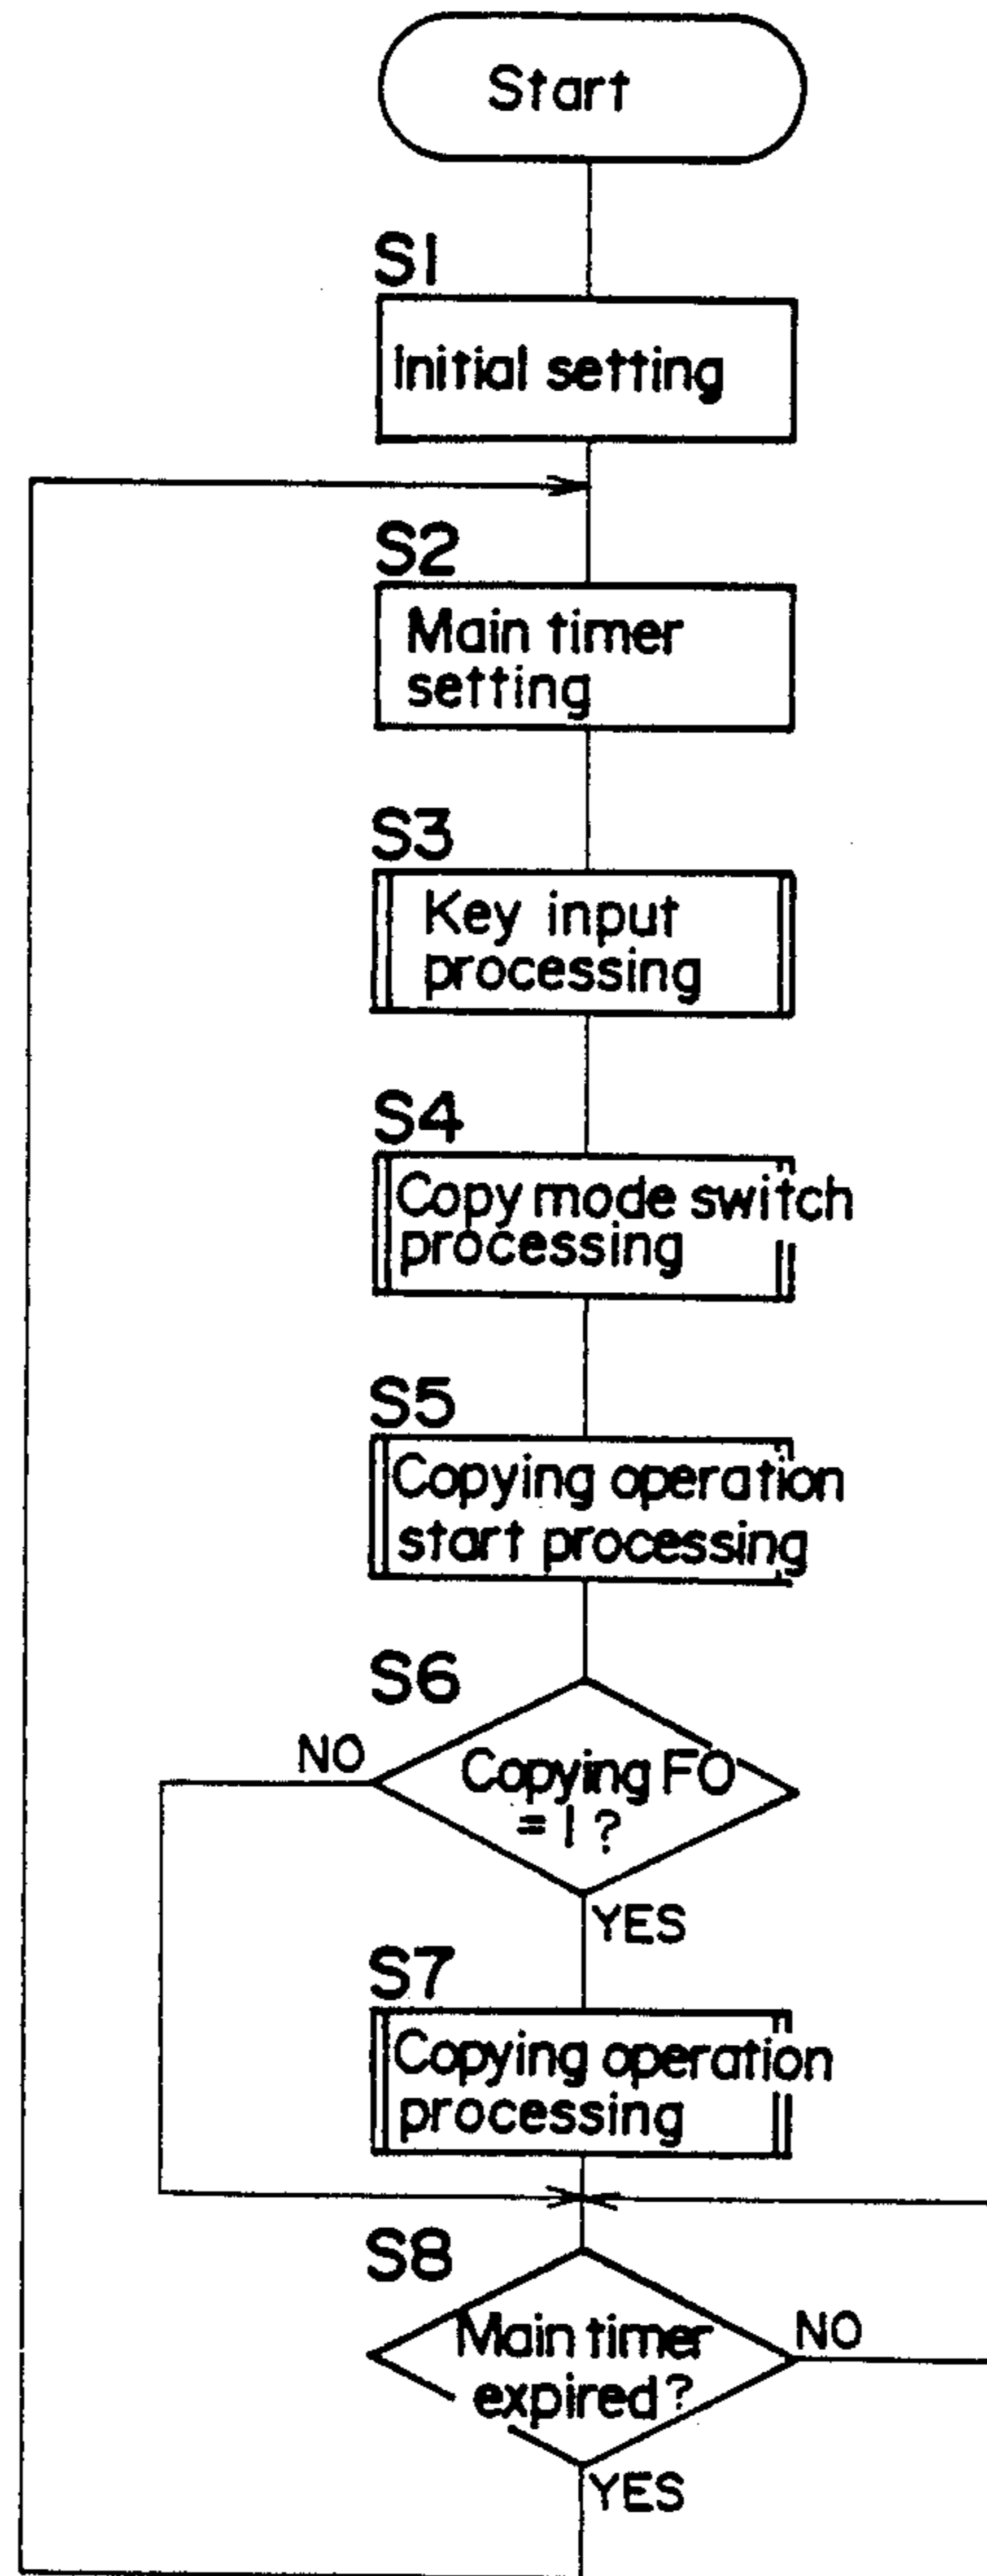 Start
S1
Initial setting
S2
Main timer
setting
S3
Key input
processing
S4
Copy mode switch
processing
S5
Copying operation
start processing
S6
NO
Copying FO
= 1 ?
YES
S7
Copying operation
processing
S8
Main timer
expired?
NO
YES